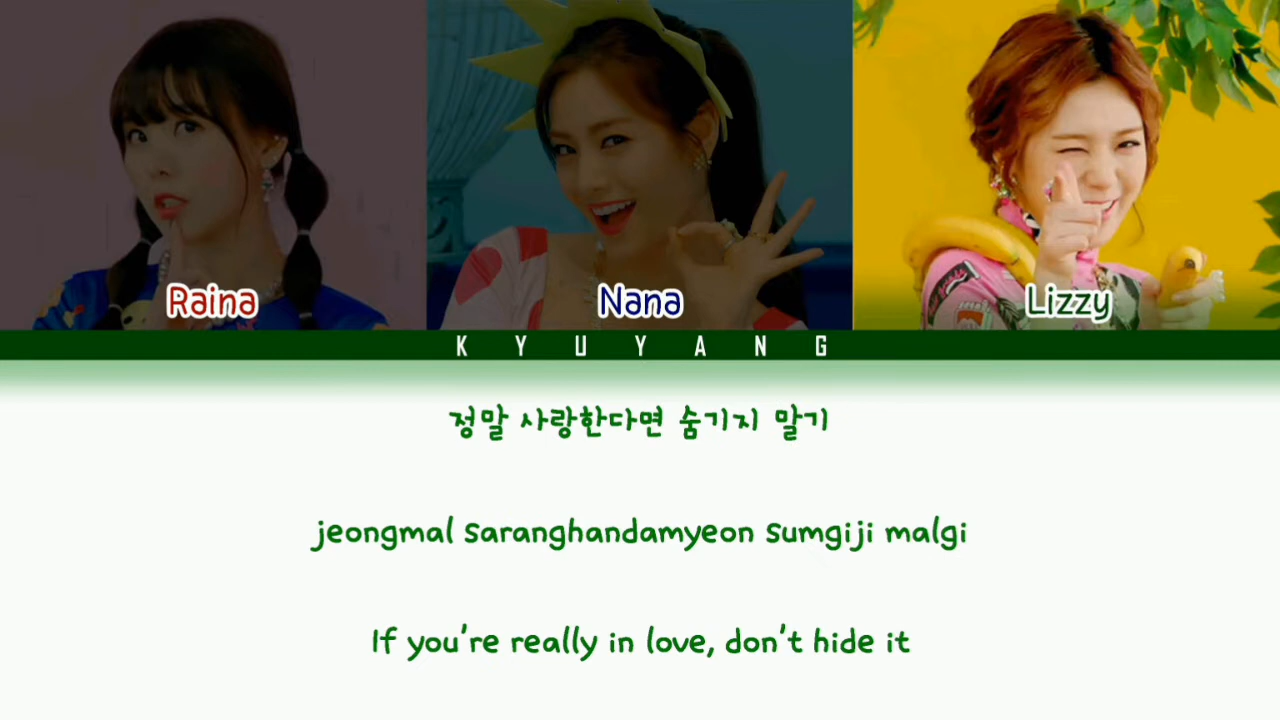 Raina
Nana
Lizzy
KYUYANG
정말 사랑한다면 숨기지 말기
jeongmal saranghandamyeon sumgiji malgi
If you're really in love, don't hide it